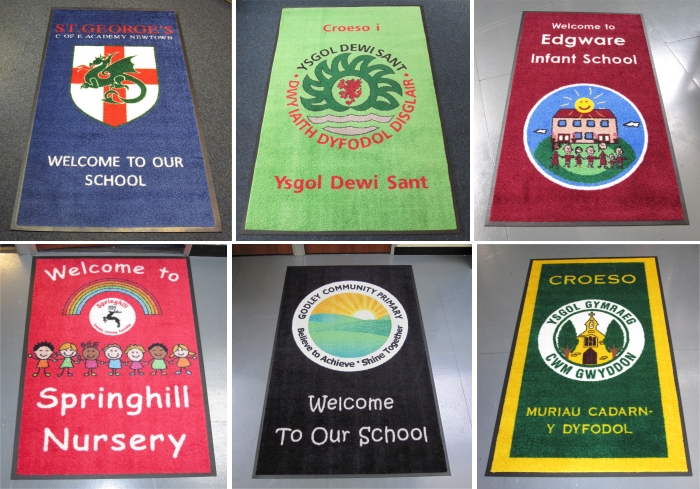 ST.GEORGE'S
C OF E ACADEMY NEWTOWN
WELCOME TO OUR
SCHOOL
Croeso i
YSGOL DEWI SANT
DWY IAITH DYFODOL DISGLAIR
Ysgol Dewi Sant
Welcome to
Edgware
Infant School
Welcome to
Springhill
Springhill
Nursery
GODLEY COMMUNITY PRIMARY
Believe to Achieve • Shine Together
Welcome
To Our School
CROESO
YSGOL GYMRAEG
CWM GWYDDON
MURIAU CADARN-
Y DYFODOL